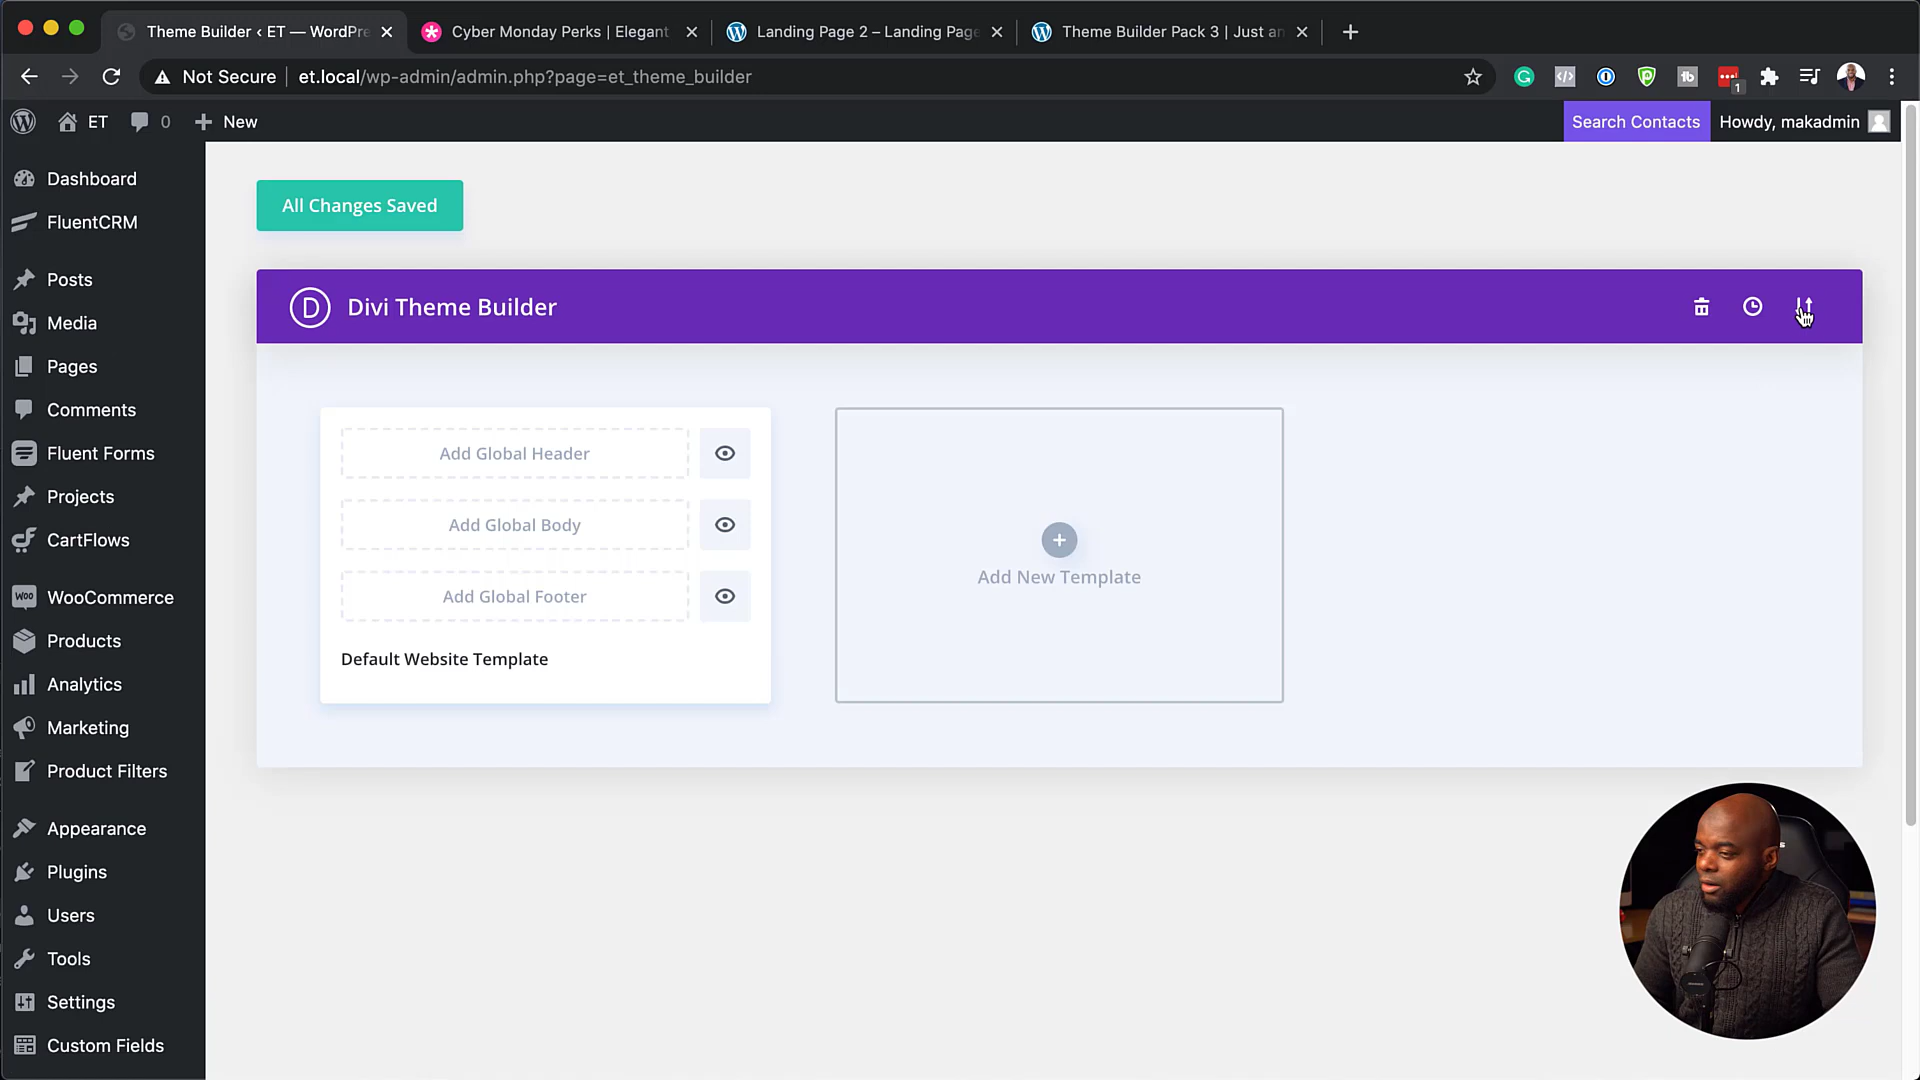 Theme Builder ‹ ET — WordPre
Cyber Monday Perks | Elegant
Landing Page 2 – Landing Page
Theme Builder Pack 3 | Just an
Not Secure
et.local/wp-admin/admin.php?page=et_theme_builder
1
ET
0
New
Search Contacts
Howdy, makadmin
Dashboard
FluentCRM
Posts
Media
Pages
Comments
Fluent Forms
Projects
CartFlows
WooCommerce
Products
Analytics
Marketing
Product Filters
Appearance
Plugins
Users
Tools
Settings
Custom Fields
All Changes Saved
D
Divi Theme Builder
Add Global Header
Add Global Body
Add Global Footer
Default Website Template
Add New Template